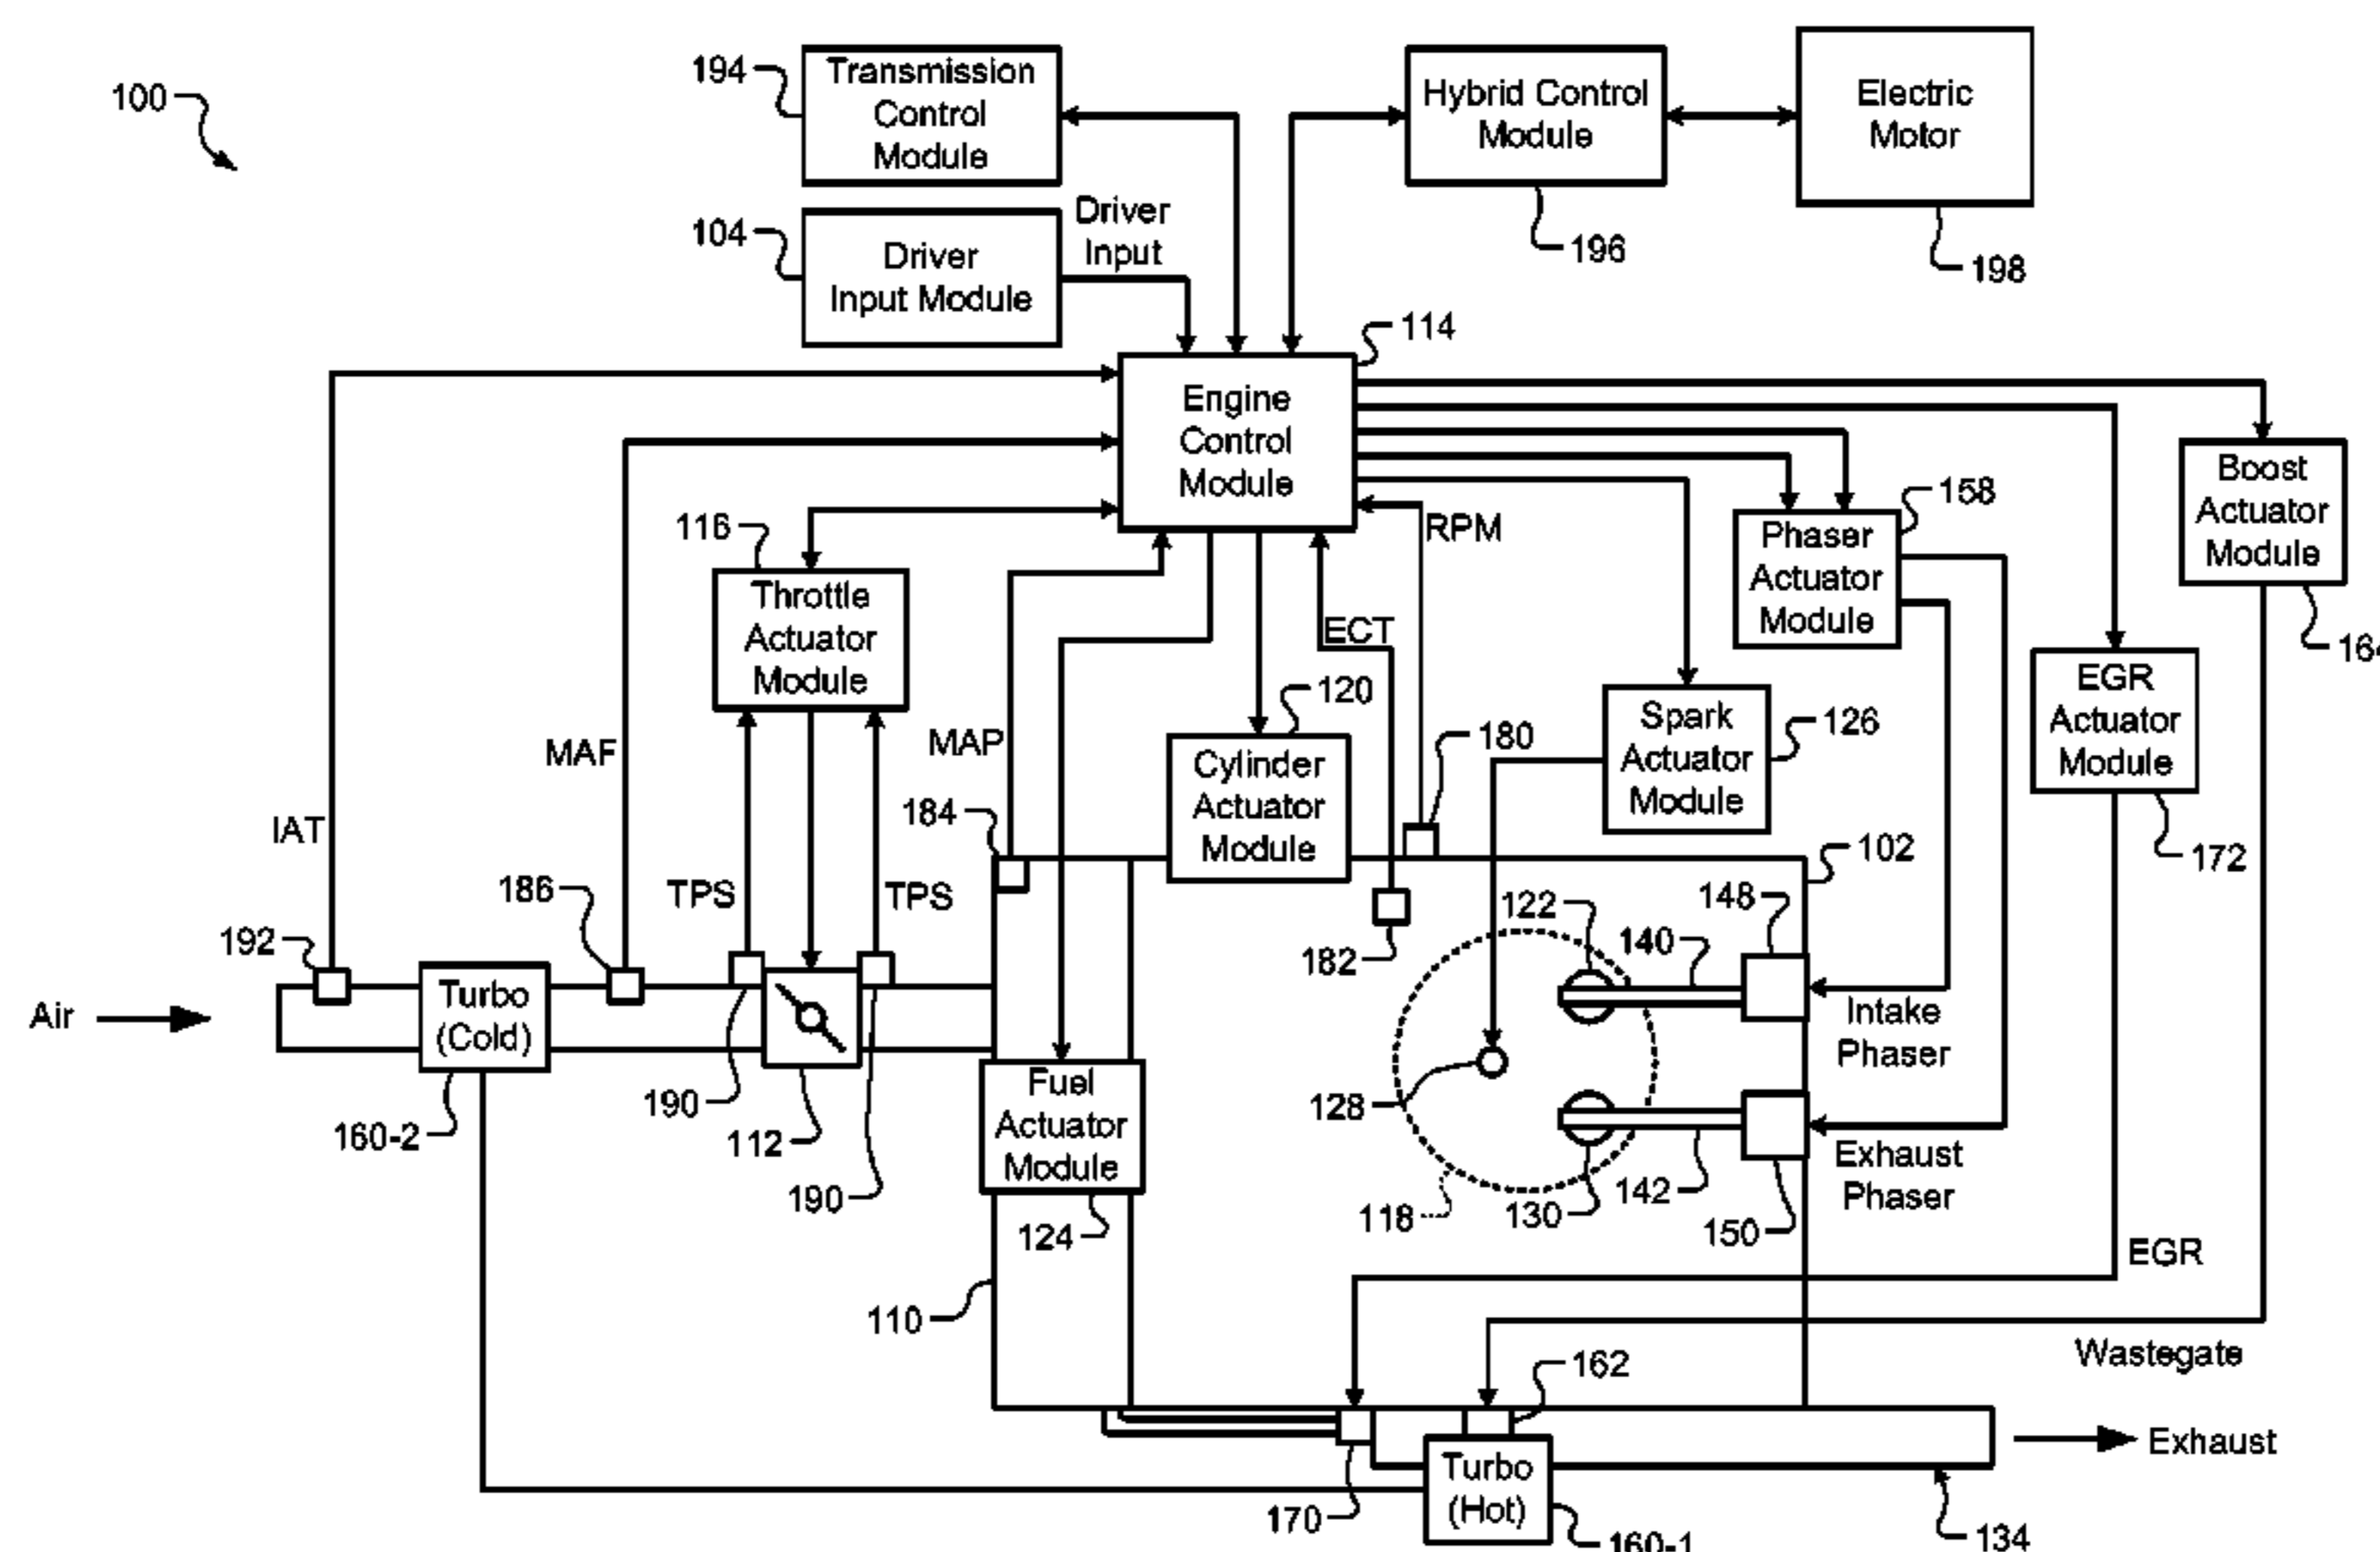 100
194
Transmission
Control
Module
Hybrid Control
Module
196
Electric
Motor
198
104
Driver
Input Module
Driver
Input
114
Engine
Control
Module
Boost
Actuator
Module
158
Phaser
Actuator
Module
116
Throttle
Actuator
Module
RPM
ECT
EGR
Actuator
Module
172
120
Cylinder
Actuator
Module
180
Spark
Actuator
Module
126
MAF
MAP
IAT
184
102
186
TPS
TPS
192
182
122
140
148
Air
Turbo
(Cold)
Intake
Phaser
160-2
190
112
190
Fuel
Actuator
Module
124
128
118
130
142
150
Exhaust
Phaser
EGR
110
162
Wastegate
Exhaust
170
Turbo
(Hot)
160-1
134